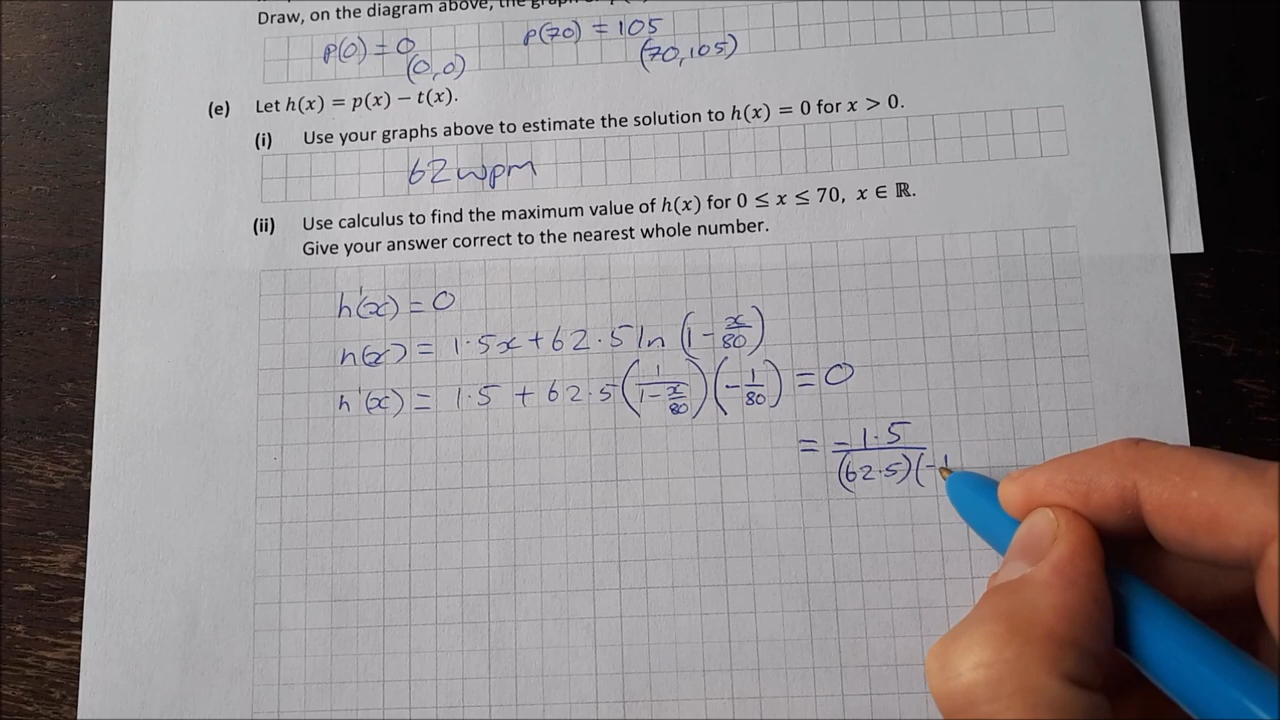 Draw, on the diagram above, the
p(0) = 0 p(70) = 105
(0,0) (70,105)
(e) Let h(x) = p(x) − t(x).
(i) Use your graphs above to estimate the solution to h(x) = 0 for x > 0.
62 wpm
(ii) Use calculus to find the maximum value of h(x) for 0 ≤ x ≤ 70, x ∈ ℝ.
Give your answer correct to the nearest whole number.
h'(x) = 0
h(x) = 1.5x + 62.5 ln (1 - x/80)
h'(x) = 1.5 + 62.5 (1/(1 - x/80)) (-1/80) = 0
= -1.5/(62.5)(-1